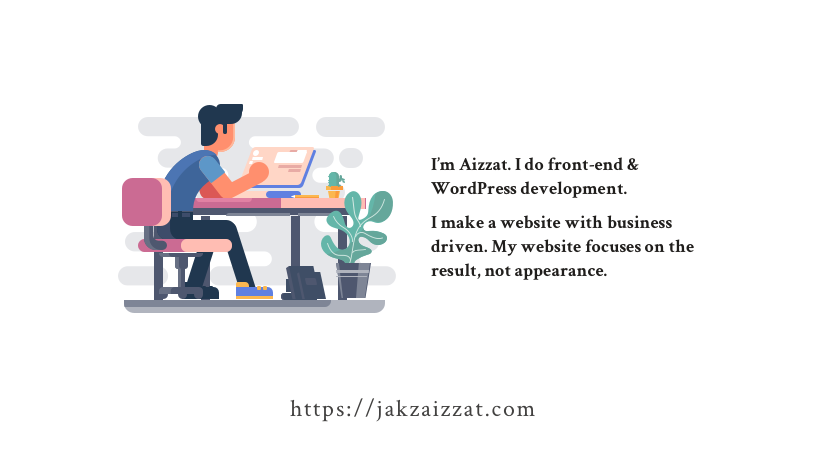 I'm Aizzat. I do front-end &
WordPress development.
I make a website with business
driven. My website focuses on the
result, not appearance.
https://jakzaizzat.com